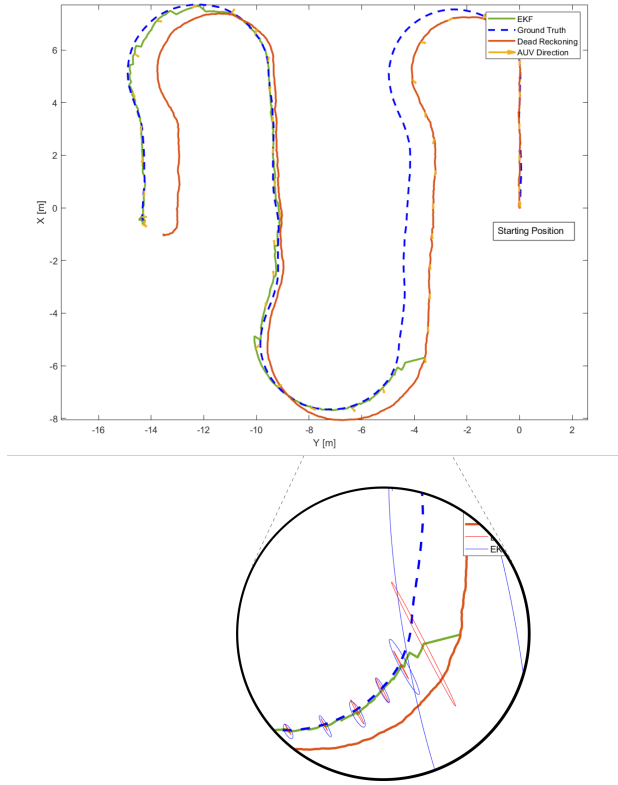 EKF
Ground Truth
Dead Reckoning
AUV Direction
6
4
2
0
-2
-4
-6
-8
X [m]
Starting Position
-16
-14
-12
-10
-8
-6
-4
-2
0
2
Y [m]